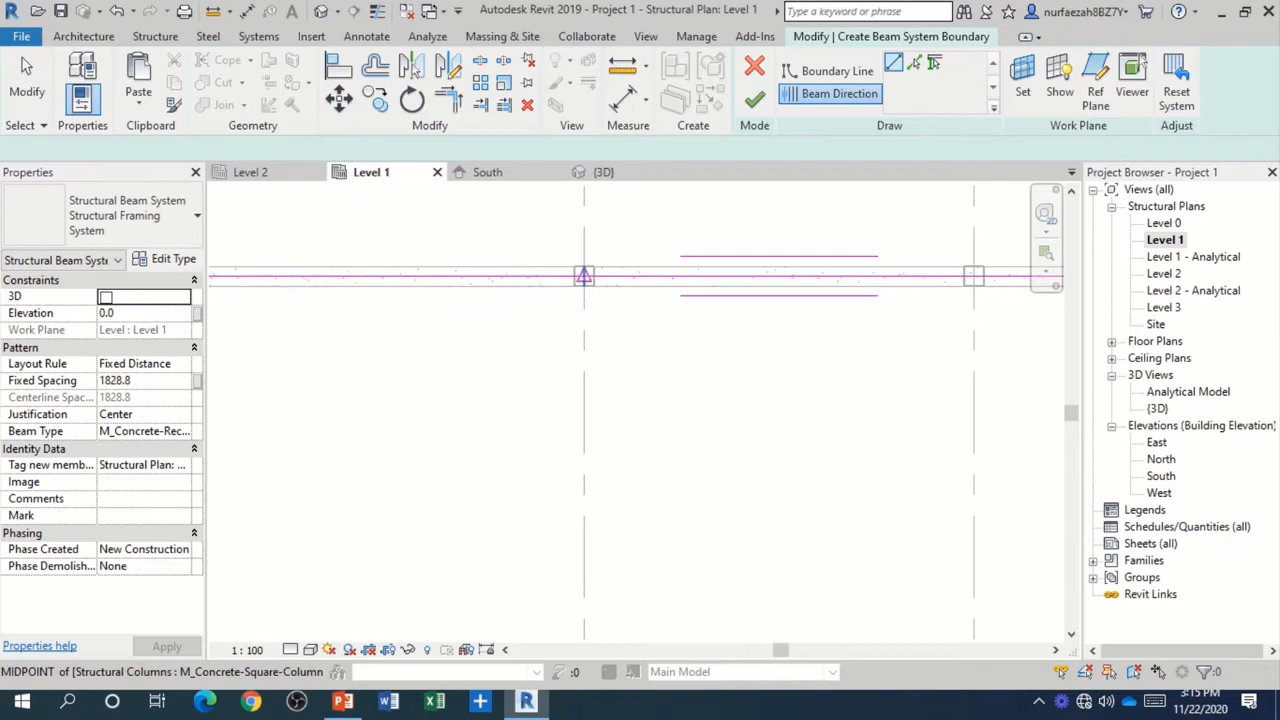 Autodesk Revit 2019 - Project 1 - Structural Plan: Level 1
Type a keyword or phrase
nurfaezah8BZ7Y
File Architecture Structure Steel Systems Insert Annotate Analyze Massing & Site Collaborate View Manage Add-Ins Modify | Create Beam System Boundary
Modify
Paste
Cope
Cut
Join
Boundary Line
Beam Direction
Set Show Ref Plane Viewer Reset System
Select Properties Clipboard Geometry Modify View Measure Create Mode Draw Work Plane Adjust
Properties
Level 2 Level 1 South {3D}
Project Browser - Project 1
Structural Beam System
Structural Framing
System
Structural Beam Syste
Edit Type
Constraints
3D
Elevation 0.0
Work Plane Level : Level 1
Pattern
Layout Rule Fixed Distance
Fixed Spacing 1828.8
Centerline Spac... 1828.8
Justification Center
Beam Type M_Concrete-Rec...
Identity Data
Tag new memb... Structural Plan: ...
Image
Comments
Mark
Phasing
Phase Created New Construction
Phase Demolish... None
Properties help
Apply
Views (all)
Structural Plans
Level 0
Level 1
Level 1 - Analytical
Level 2
Level 2 - Analytical
Level 3
Site
Floor Plans
Ceiling Plans
3D Views
Analytical Model
{3D}
Elevations (Building Elevation)
East
North
South
West
Legends
Schedules/Quantities (all)
Sheets (all)
Families
Groups
Revit Links
1 : 100
MIDPOINT of [Structural Columns : M_Concrete-Square-Column
:0
Main Model
:0
3:15 PM
11/22/2020